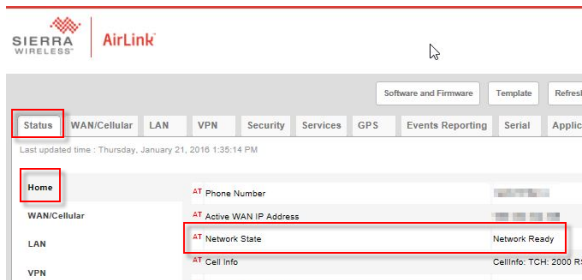 SIERRA
WIRELESS
AirLink
Software and Firmware Template Refresh
Status WAN/Cellular LAN VPN Security Services GPS Events Reporting Serial
Last updated time : Thursday, January 21, 2016 1:35:14 PM
Home
AT Phone Number
WAN/Cellular
AT Active WAN IP Address
LAN
AT Network State Network Ready
AT Cell Info CellInfo: TCH: 2000
VPN